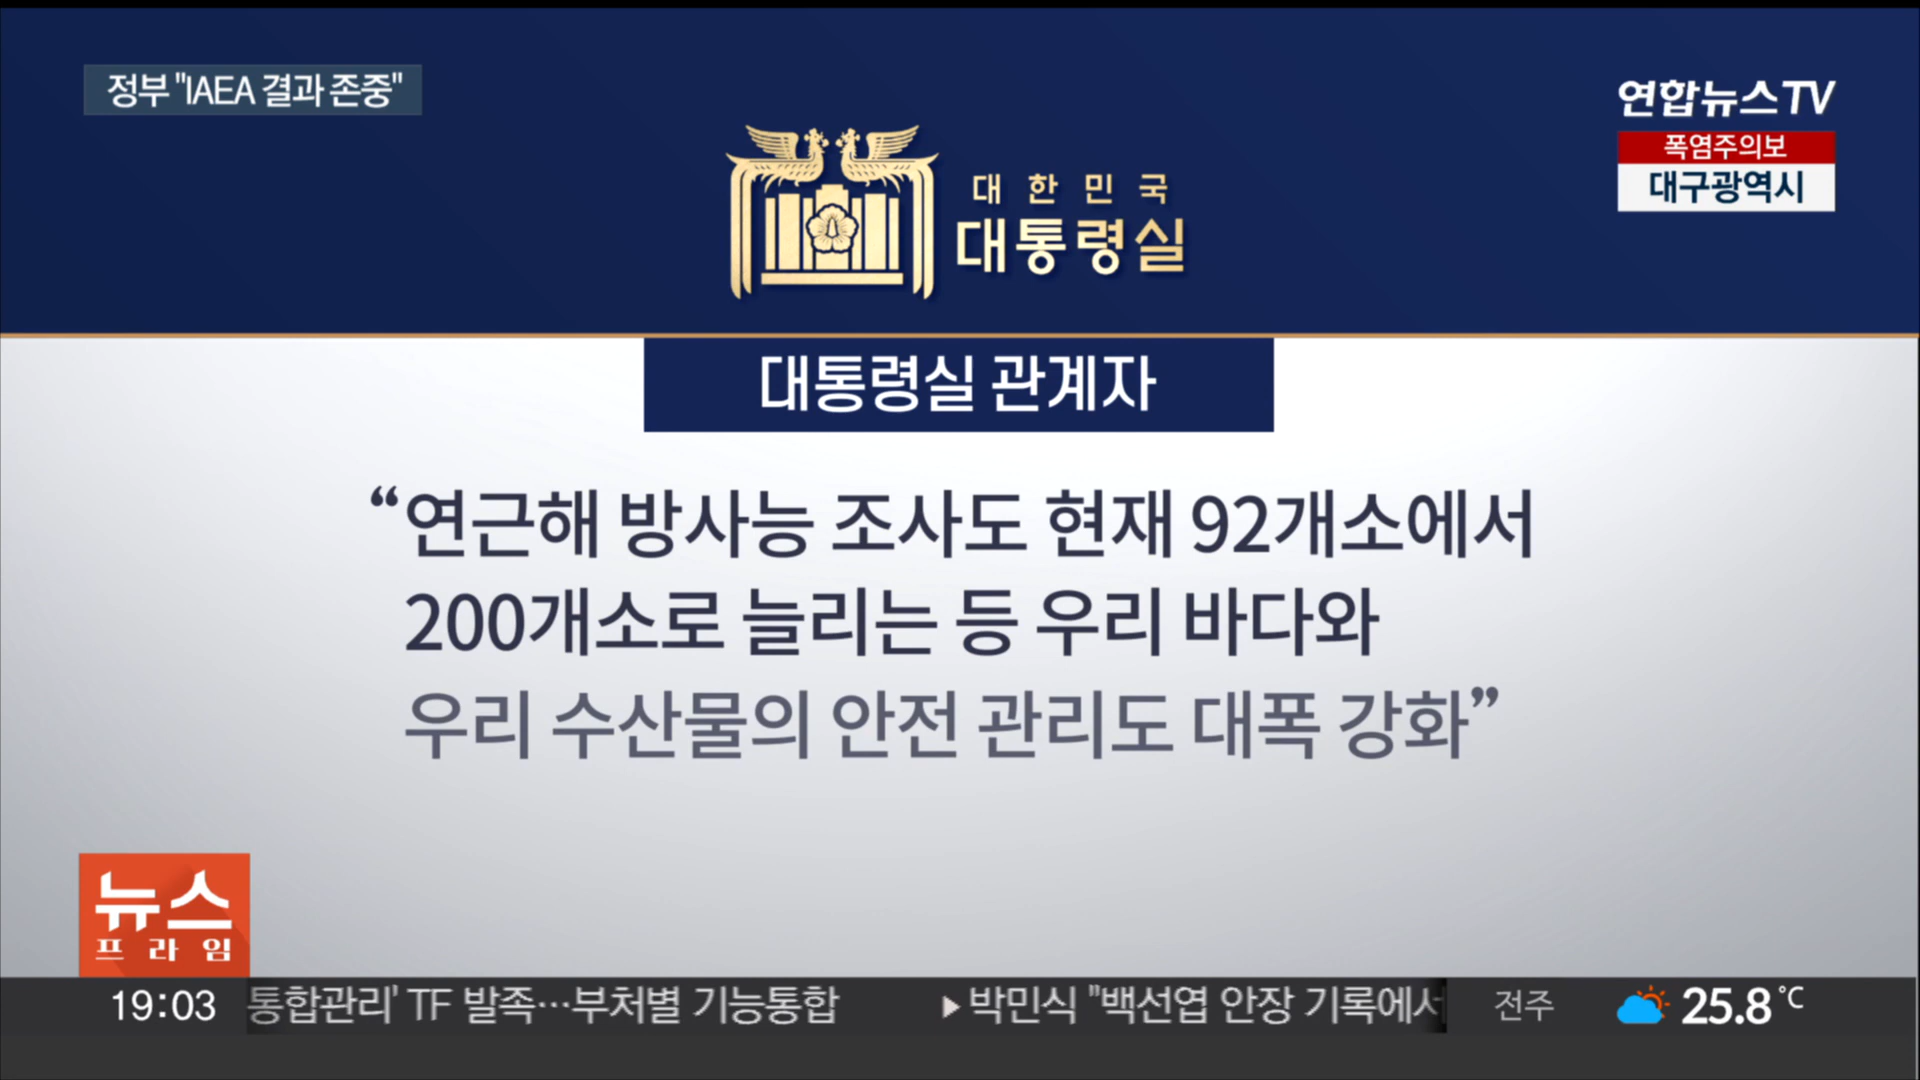 정부 "IAEA 결과 존중"
연합뉴스TV
폭염주의보
대구광역시
대한민국
대통령실
대통령실 관계자
“연근해 방사능 조사도 현재 92개소에서
200개소로 늘리는 등 우리 바다와
우리 수산물의 안전 관리도 대폭 강화”
뉴스
프라임
19:03 통합관리' TF 발족…부처별 기능통합 ▶박민식 "백선엽 안장 기록에서 전주 25.8℃